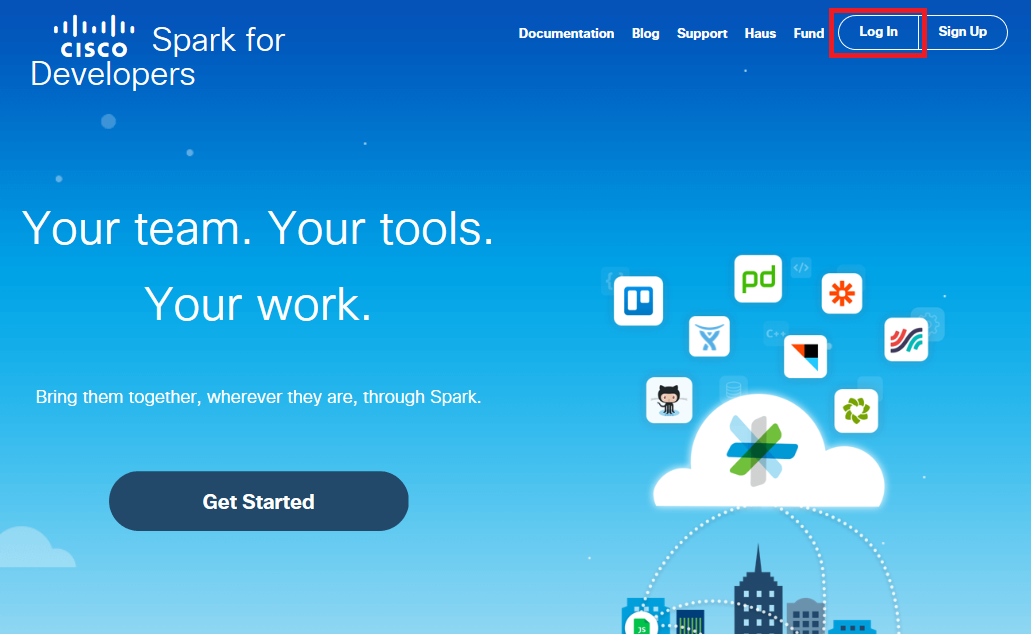 CISCO Spark for
Developers
Documentation Blog Support Haus Fund Log In Sign Up
Your team. Your tools.
Your work.
Bring them together, wherever they are, through Spark.
Get Started
pd
</>
C++
JS